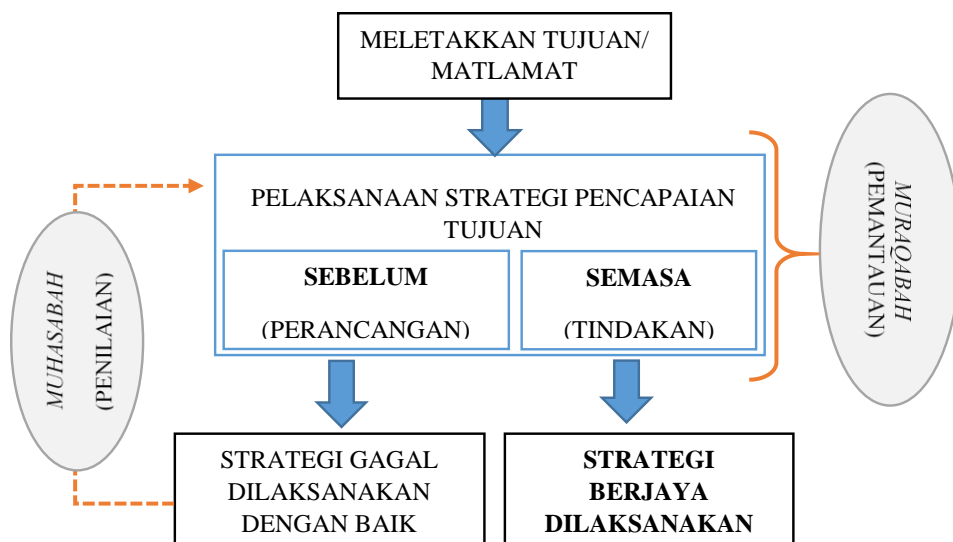 MELETAKKAN TUJUAN/
MATLAMAT
PELAKSANAAN STRATEGI PENCAPAIAN
TUJUAN
SEBELUM
(PERANCANGAN)
SEMASA
(TINDAKAN)
MURAQABAH
(PEMANTAUAN)
MUHASABAH
(PENILAIAN)
STRATEGI GAGAL
DILAKSANAKAN
DENGAN BAIK
STRATEGI
BERJAYA
DILAKSANAKAN